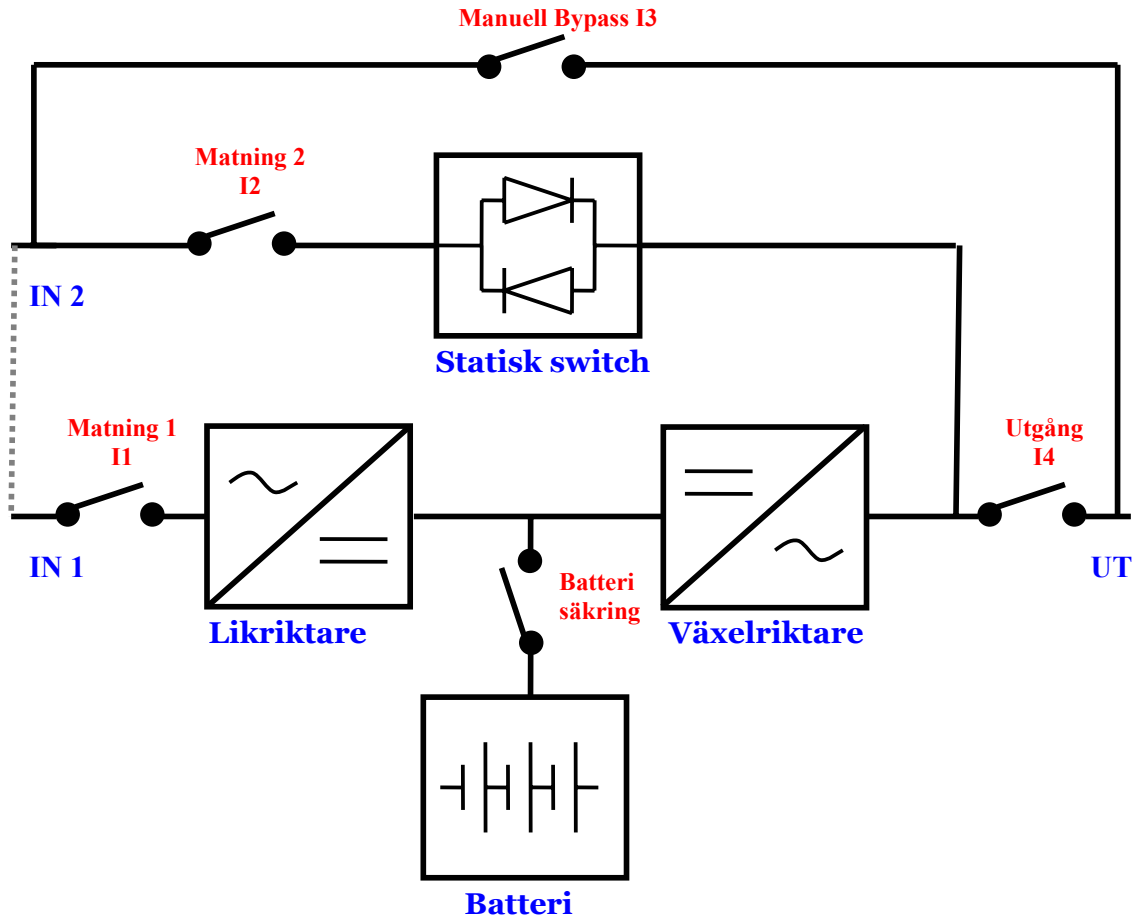 Manuell Bypass I3
Matning 2
I2
IN 2
Statisk switch
Matning 1
I1
Utgång
I4
IN 1
Batteri
säkring
UT
Likriktare
Växelriktare
Batteri